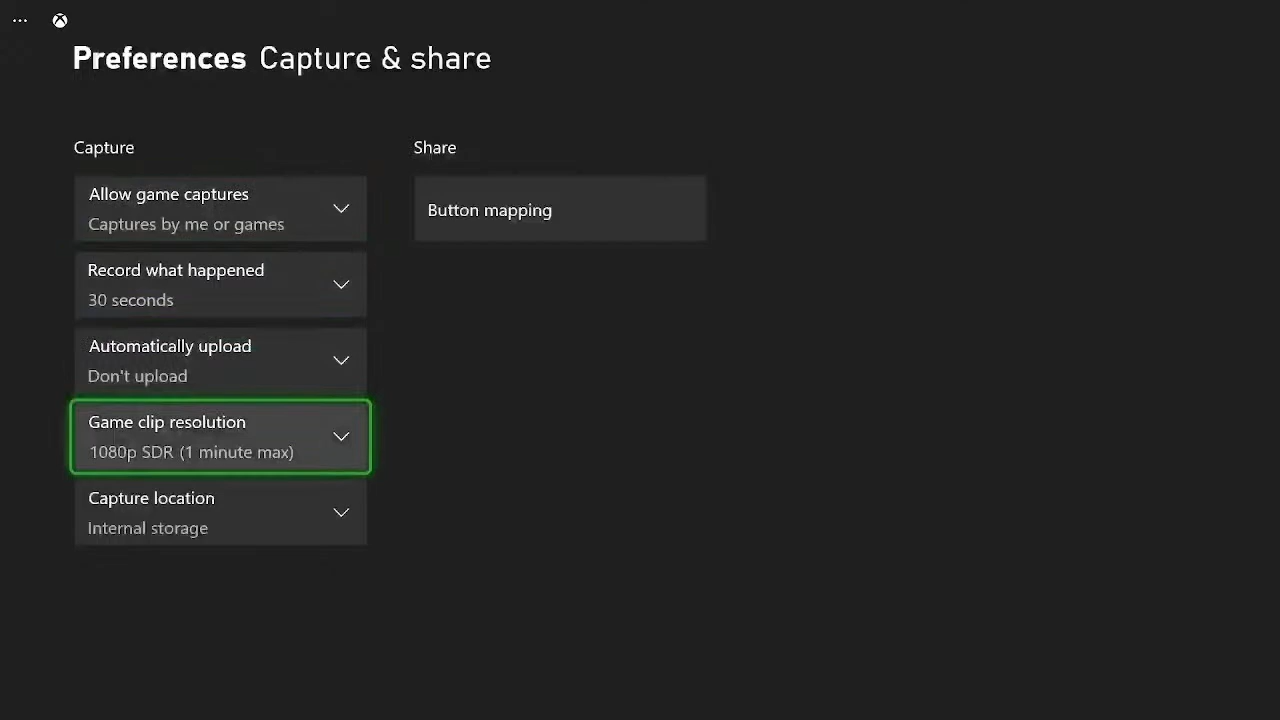 Preferences Capture & share
Capture
Allow game captures
Captures by me or games
Record what happened
30 seconds
Automatically upload
Don't upload
Game clip resolution
1080p SDR (1 minute max)
Capture location
Internal storage
Share
Button mapping